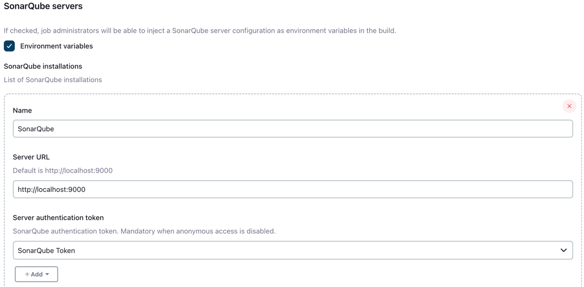 SonarQube servers
If checked, job administrators will be able to inject a SonarQube server configuration as environment variables in the build.
Environment variables
SonarQube installations
List of SonarQube installations
Name
SonarQube
Server URL
Default is http://localhost:9000
http://localhost:9000
Server authentication token
SonarQube authentication token. Mandatory when anonymous access is disabled.
SonarQube Token
+ Add